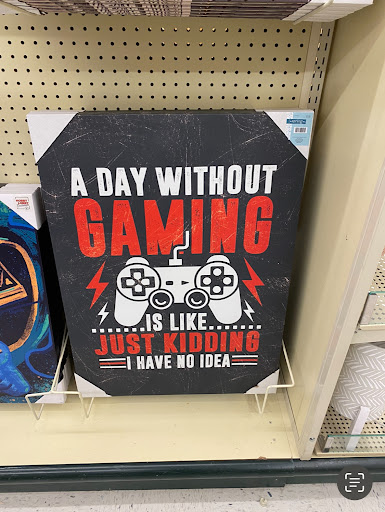 A DAY WITHOUT
GAMING
......IS LIKE......
JUST KIDDING
I HAVE NO IDEA